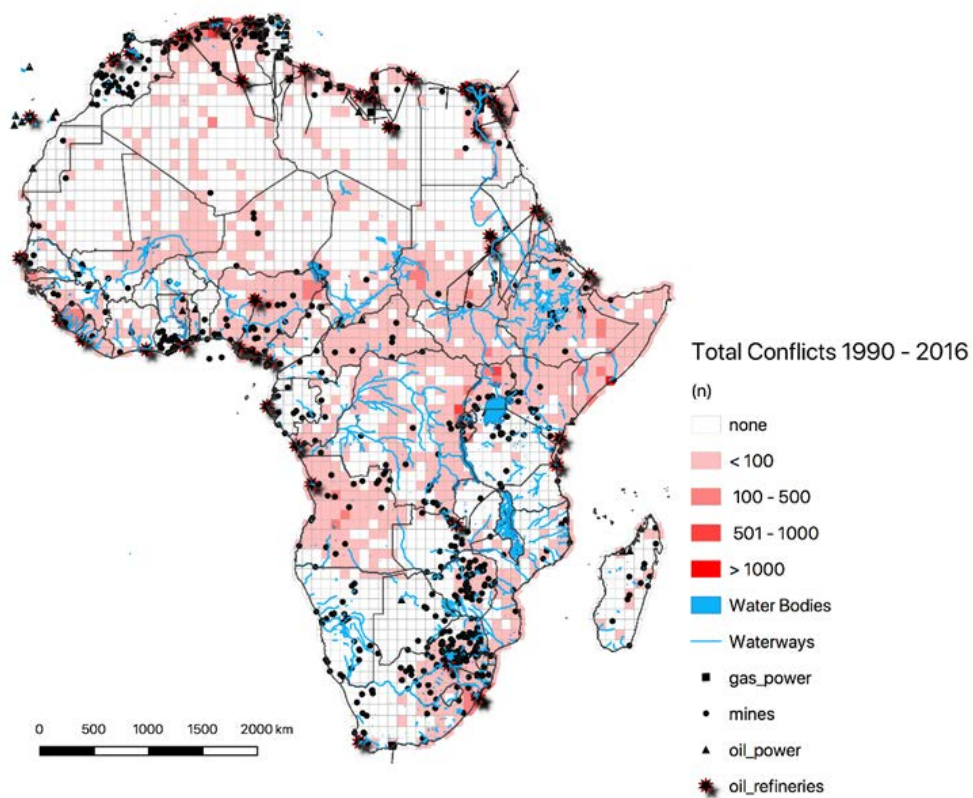 Total Conflicts 1990 - 2016
(n)
none
< 100
100 - 500
501 - 1000
> 1000
Water Bodies
Waterways
gas_power
mines
oil_power
oil_refineries
0 500 1000 1500 2000 km